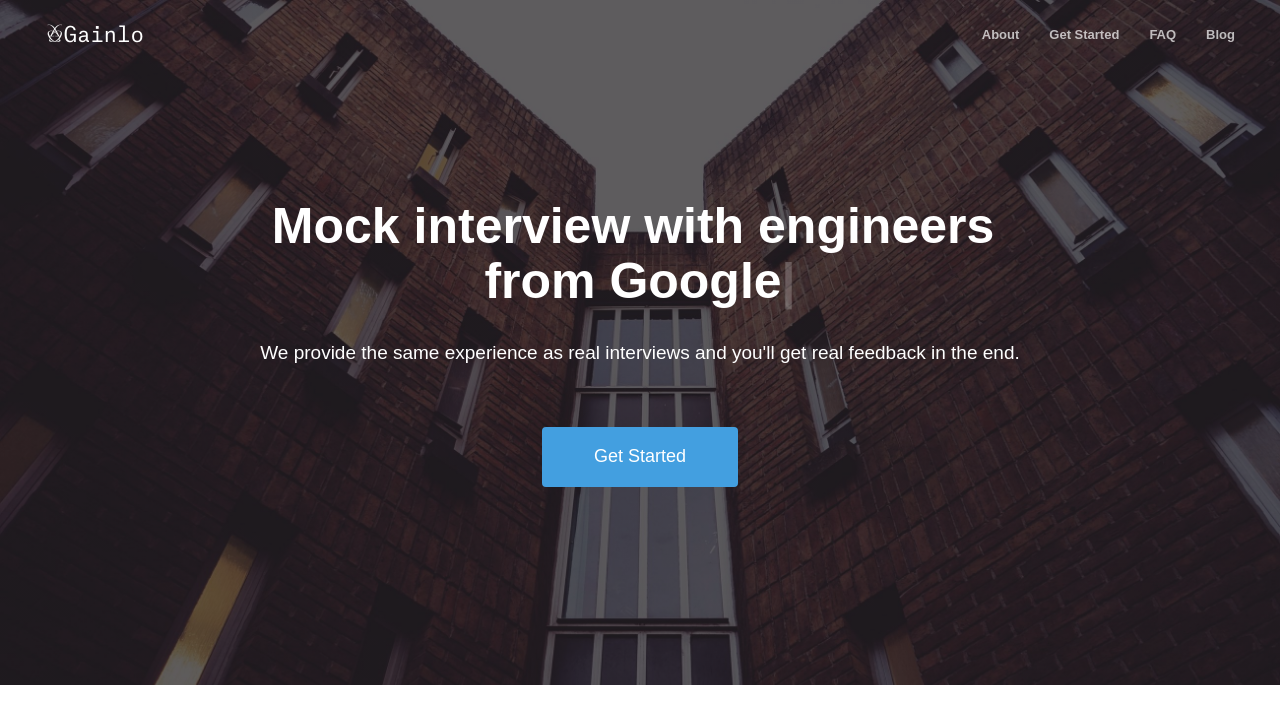 Gainlo
About Get Started FAQ Blog
Mock interview with engineers
from Google|
We provide the same experience as real interviews and you'll get real feedback in the end.
Get Started